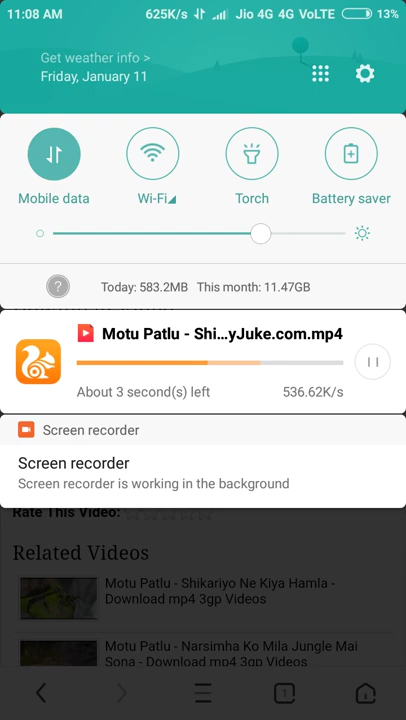 11:08 AM 625K/s Jio 4G 4G VoLTE 13%
Get weather info >
Friday, January 11
Mobile data Wi-Fi Torch Battery saver
? Today: 583.2MB This month: 11.47GB
Motu Patlu - Shi...yJuke.com.mp4
About 3 second(s) left 536.62K/s
Screen recorder
Screen recorder
Screen recorder is working in the background
Rate This Video:
Related Videos
Motu Patlu - Shikariyo Ne Kiya Hamla -
Download mp4 3gp Videos
Motu Patlu - Narsimha Ko Mila Jungle Mai
Sona - Download mp4 3gp Videos
1